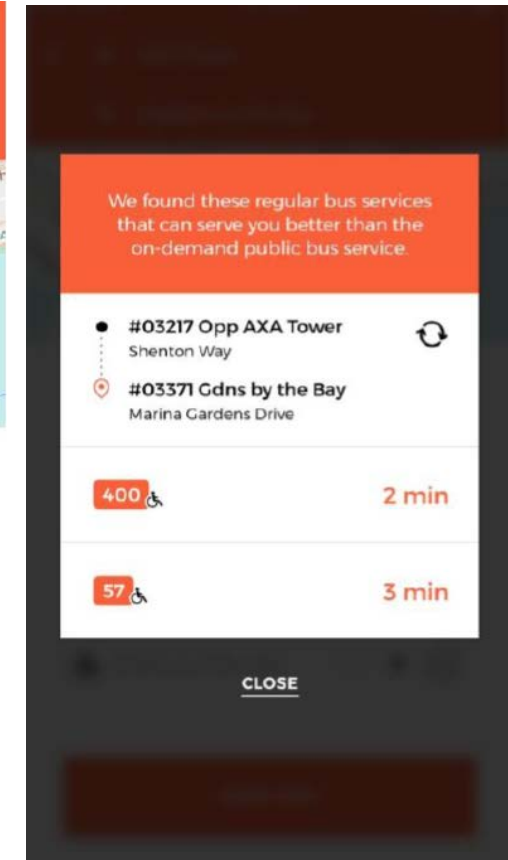 We found these regular bus services
that can serve you better than the
on-demand public bus service.
#03217 Opp AXA Tower
Shenton Way
#03371 Gdns by the Bay
Marina Gardens Drive
400
2 min
57
3 min
CLOSE